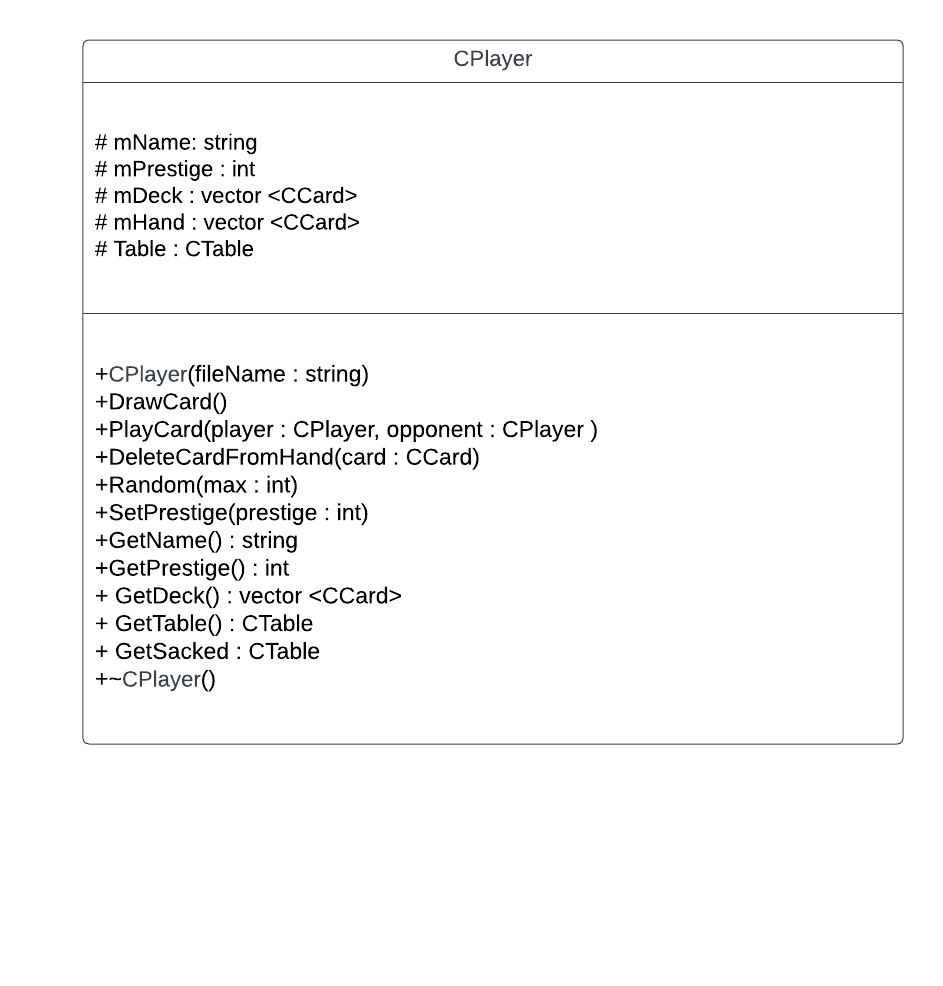 CPlayer
# mName: string
# mPrestige : int
# mDeck : vector <CCard>
# mHand : vector <CCard>
# Table : CTable
+CPlayer(fileName : string)
+DrawCard()
+PlayCard(player : CPlayer, opponent : CPlayer )
+DeleteCardFromHand(card : CCard)
+Random(max : int)
+SetPrestige(prestige : int)
+GetName() : string
+GetPrestige() : int
+ GetDeck() : vector <CCard>
+ GetTable() : CTable
+ GetSacked : CTable
+~CPlayer()